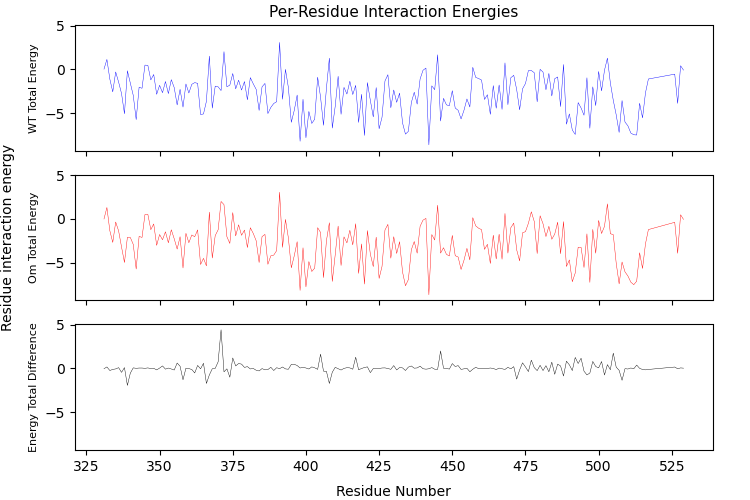 Per-Residue Interaction Energies
Residue interaction energy
WT Total Energy
5
0
−5
Om Total Energy
5
0
−5
Energy Total Difference
5
0
−5
325 350 375 400 425 450 475 500 525
Residue Number